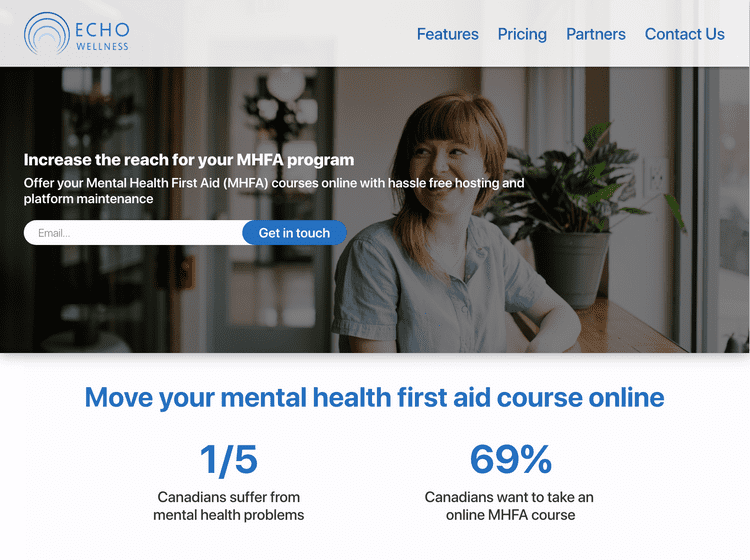 ECHO
WELLNESS
Features Pricing Partners Contact Us
Increase the reach for your MHFA program
Offer your Mental Health First Aid (MHFA) courses online with hassle free hosting and
platform maintenance
Email... Get in touch
Move your mental health first aid course online
1/5 69%
Canadians suffer from
mental health problems
Canadians want to take an
online MHFA course